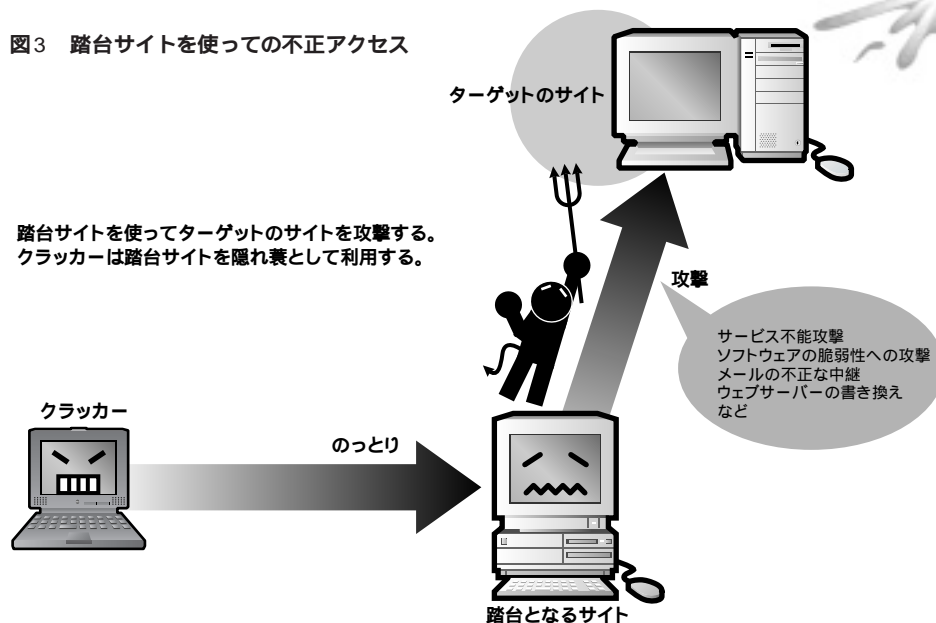 図3 踏台サイトを使っての不正アクセス
ターゲットのサイト
踏台サイトを使ってターゲットのサイトを攻撃する。
クラッカーは踏台サイトを隠れ蓑として利用する。
攻撃
サービス不能攻撃
ソフトウェアの脆弱性への攻撃
メールの不正な中継
ウェブサーバーの書き換え
など
クラッカー
のっとり
踏台となるサイト